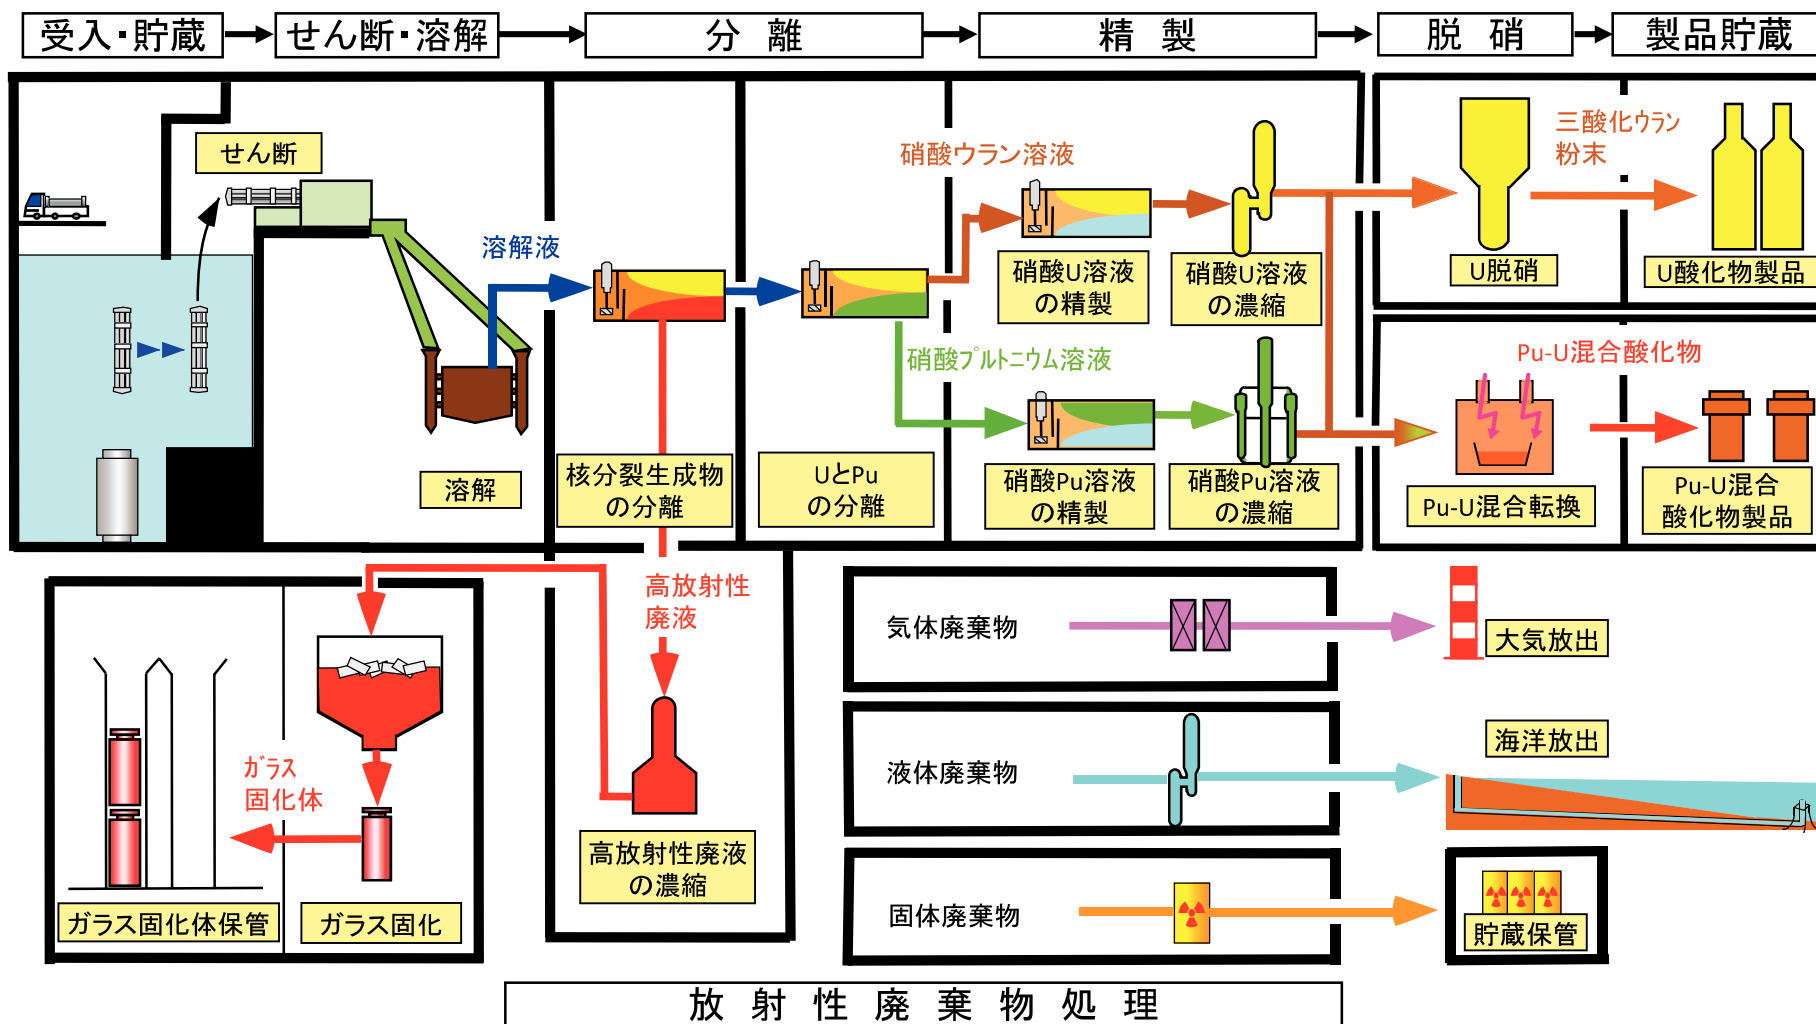 受入・貯蔵
せん断・溶解
分離
精製
脱硝
製品貯蔵
せん断
溶解液
溶解
核分裂生成物
の分離
UとPu
の分離
硝酸ウラン溶液
硝酸プルトニウム溶液
硝酸U溶液
の精製
硝酸U溶液
の濃縮
硝酸Pu溶液
の精製
硝酸Pu溶液
の濃縮
三酸化ウラン
粉末
U脱硝
U酸化物製品
Pu-U混合酸化物
Pu-U混合転換
Pu-U混合
酸化物製品
高放射性
廃液
高放射性廃液
の濃縮
ガラス
固化体
ガラス固化体保管
ガラス固化
気体廃棄物
大気放出
液体廃棄物
海洋放出
固体廃棄物
貯蔵保管
放射性廃棄物処理